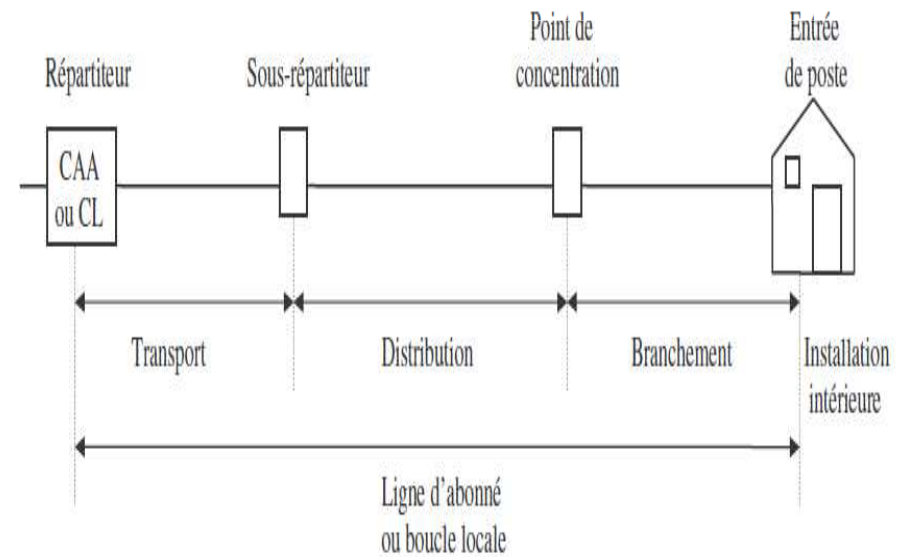 Répartiteur
Sous-répartiteur
Point de
concentration
Entrée
de poste
CAA
ou CL
Transport
Distribution
Branchement
Installation
intérieure
Ligne d'abonné
ou boucle locale